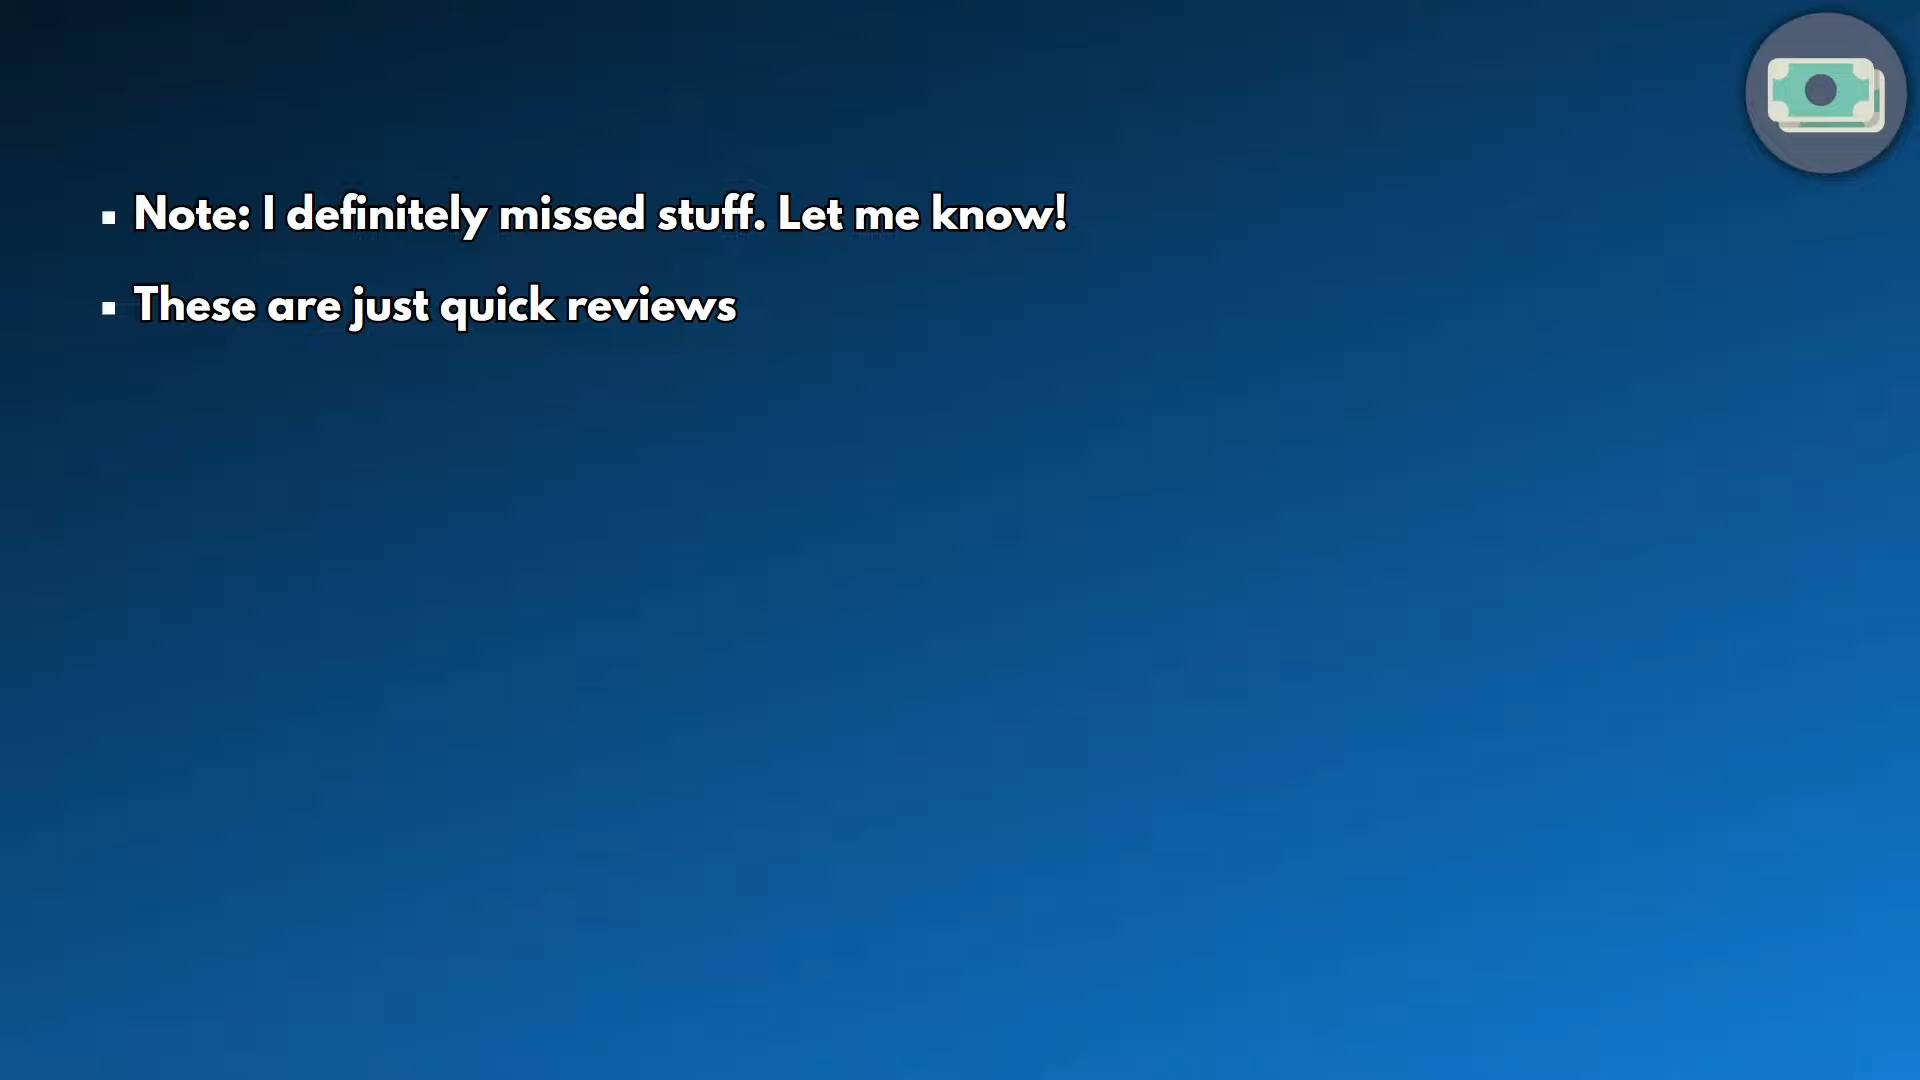 Note: I definitely missed stuff. Let me know!
These are just quick reviews